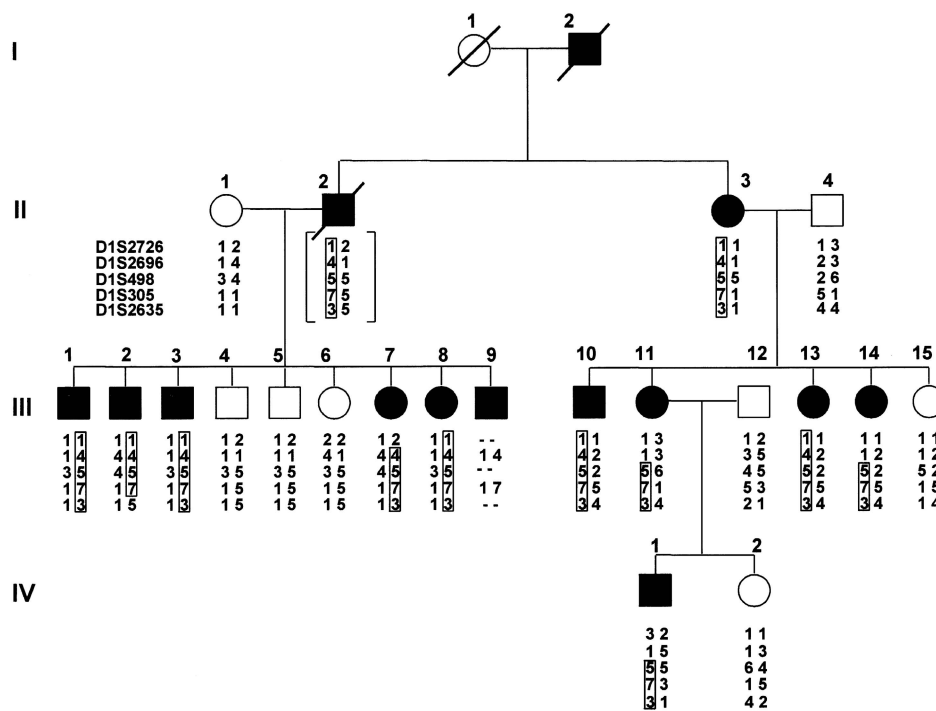 1 2
I
1 2 3 4
II
D1S2726 1 2 1 2 1 1 1 3
D1S2696 1 4 4 1 4 1 2 3
D1S498 3 4 5 5 5 5 2 6
D1S305 1 1 7 5 7 1 5 1
D1S2635 1 1 3 5 3 1 4 4
1 2 3 4 5 6 7 8 9 10 11 12 13 14 15
III
1 1 1 1 1 1 1 2 1 2 2 2 1 2 1 1 - - 1 1 1 3 1 2 1 1 1 1 1 1
1 4 4 4 1 4 1 1 1 1 4 1 4 4 1 4 1 4 4 2 1 3 3 5 4 2 1 2 1 2
3 5 4 5 3 5 3 5 3 5 3 5 4 5 3 5 - - 5 2 5 6 4 5 5 2 5 2 5 2
1 7 1 7 1 7 1 5 1 5 1 5 1 7 1 7 1 7 7 5 7 1 5 3 7 5 7 5 1 5
1 3 1 5 1 3 1 5 1 5 1 5 1 3 1 3 - - 3 4 3 4 2 1 3 4 3 4 1 4
1 2
IV
3 2 1 1
1 5 1 3
5 5 6 4
7 3 1 5
3 1 4 2